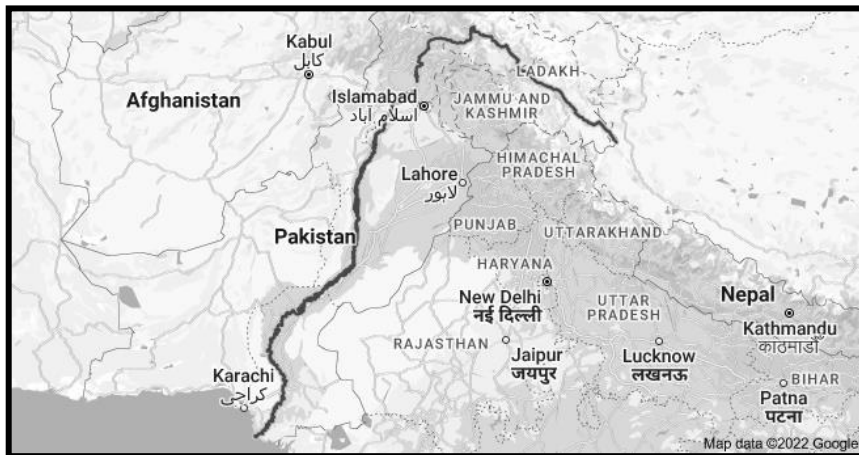 Kabul
کابل
Afghanistan
Islamabad
اسلام آباد
LADAKH
JAMMU AND
KASHMIR
HIMACHAL
PRADESH
Lahore
لاہور
PUNJAB
UTTARAKHAND
Pakistan
HARYANA
New Delhi
नई दिल्ली
UTTAR
PRADESH
Nepal
Kathmandu
काठमाडौं
RAJASTHAN
Jaipur
जयपुर
Lucknow
लखनऊ
BIHAR
Patna
पटना
Karachi
کراچی
Map data ©2022 Google